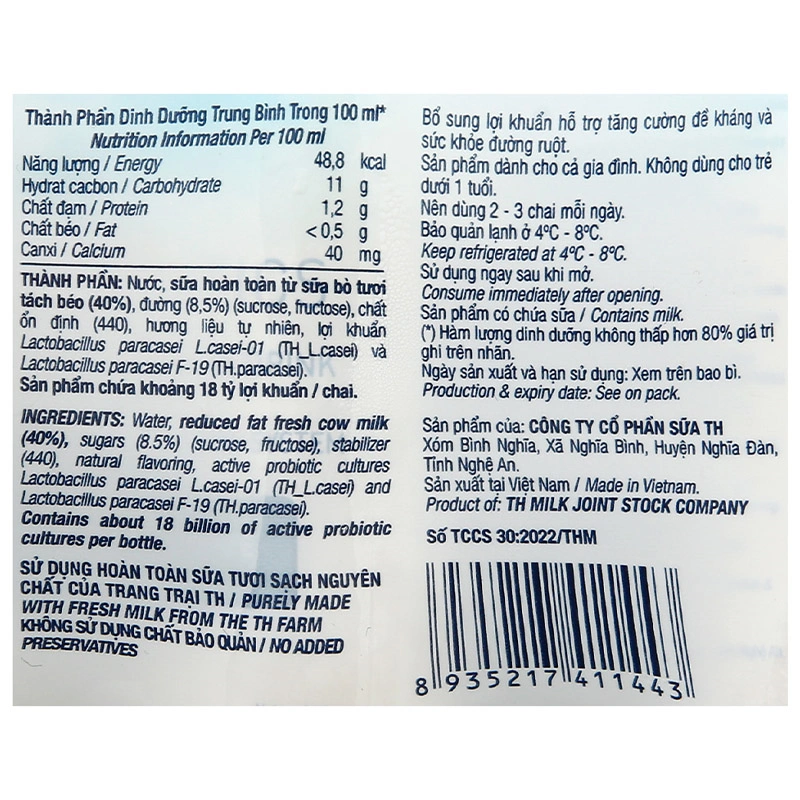 Thành Phần Dinh Dưỡng Trung Bình Trong 100 ml*
Nutrition Information Per 100 ml
Năng lượng / Energy 48,8 kcal
Hydrat cacbon / Carbohydrate 11 g
Chất đạm / Protein 1,2 g
Chất béo / Fat < 0,5 g
Canxi / Calcium 40 mg
THÀNH PHẦN: Nước, sữa hoàn toàn từ sữa bò tươi
tách béo (40%), đường (8,5%) (sucrose, fructose), chất
ổn định (440), hương liệu tự nhiên, lợi khuẩn
Lactobacillus paracasei L.casei-01 (TH_L.casei) và
Lactobacillus paracasei F-19 (TH.paracasei).
Sản phẩm chứa khoảng 18 tỷ lợi khuẩn / chai.
INGREDIENTS: Water, reduced fat fresh cow milk
(40%), sugars (8.5%) (sucrose, fructose), stabilizer
(440), natural flavoring, active probiotic cultures
Lactobacillus paracasei L.casei-01 (TH_L.casei) and
Lactobacillus paracasei F-19 (TH.paracasei).
Contains about 18 billion of active probiotic
cultures per bottle.
SỬ DỤNG HOÀN TOÀN SỮA TƯƠI SẠCH NGUYÊN
CHẤT CỦA TRANG TRẠI TH / PURELY MADE
WITH FRESH MILK FROM THE TH FARM
KHÔNG SỬ DỤNG CHẤT BẢO QUẢN / NO ADDED
PRESERVATIVES
Bổ sung lợi khuẩn hỗ trợ tăng cường đề kháng và
sức khỏe đường ruột.
Sản phẩm dành cho cả gia đình. Không dùng cho trẻ
dưới 1 tuổi.
Nên dùng 2 - 3 chai mỗi ngày.
Bảo quản lạnh ở 4ºC - 8ºC.
Keep refrigerated at 4ºC - 8ºC.
Sử dụng ngay sau khi mở.
Consume immediately after opening.
Sản phẩm có chứa sữa / Contains milk.
(*) Hàm lượng dinh dưỡng không thấp hơn 80% giá trị
ghi trên nhãn.
Ngày sản xuất và hạn sử dụng: Xem trên bao bì.
Production & expiry date: See on pack.
Sản phẩm của: CÔNG TY CỔ PHẦN SỮA TH
Xóm Bình Nghĩa, Xã Nghĩa Bình, Huyện Nghĩa Đàn,
Tỉnh Nghệ An.
Sản xuất tại Việt Nam / Made in Vietnam.
Product of: TH MILK JOINT STOCK COMPANY
Số TCCS 30:2022/THM
8 935217 411443